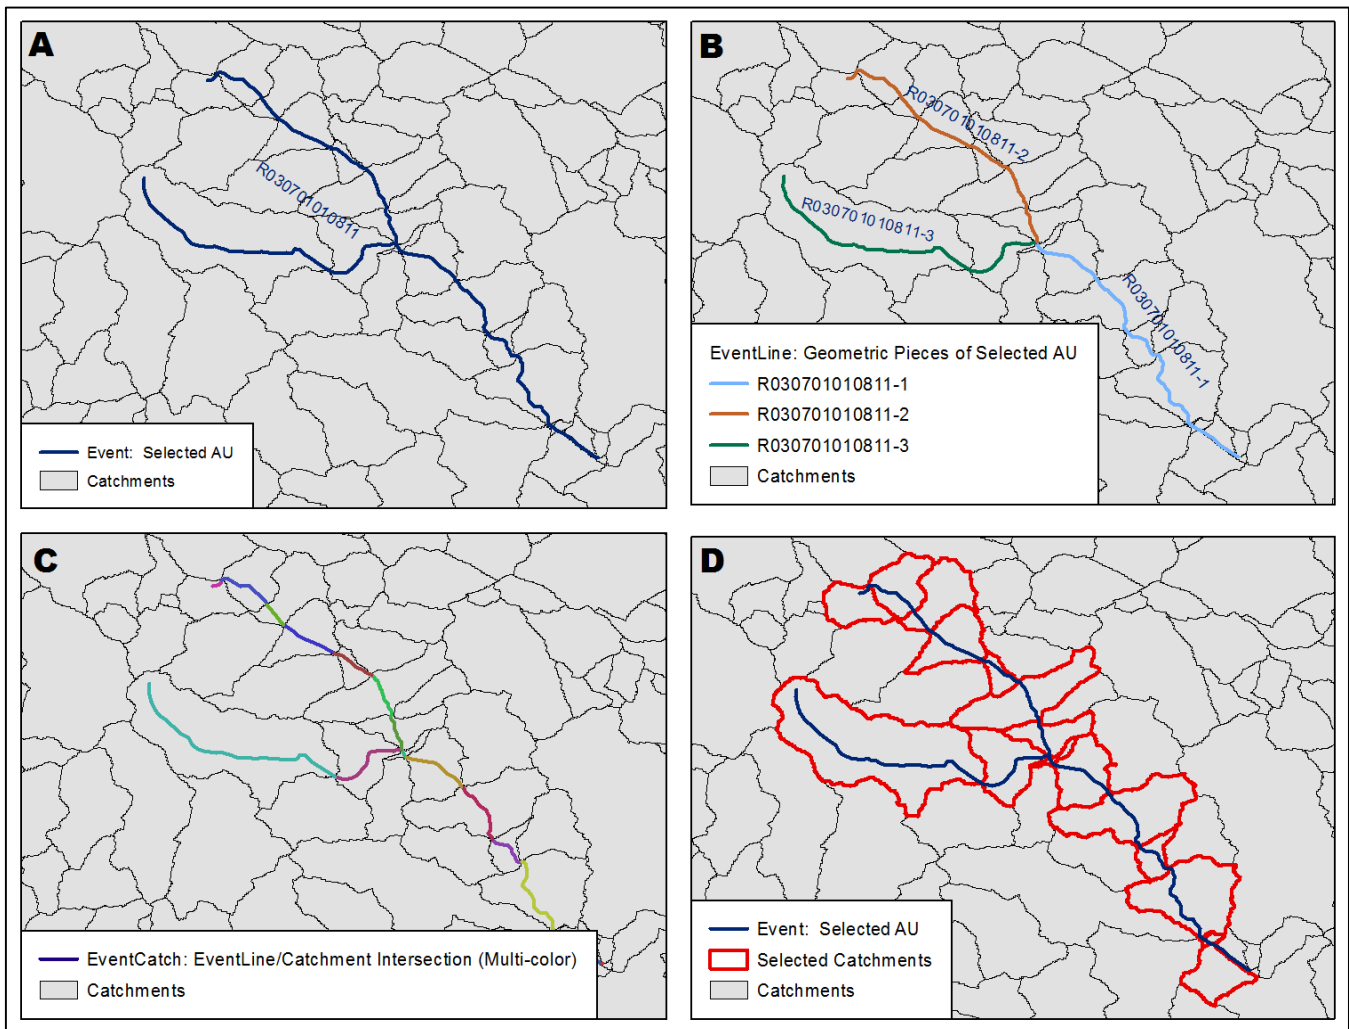 A
R030701010811
Event: Selected AU
Catchments
B
R030701010811-2
R030701010811-3
R030701010811-1
EventLine: Geometric Pieces of Selected AU
R030701010811-1
R030701010811-2
R030701010811-3
Catchments
C
EventCatch: EventLine/Catchment Intersection (Multi-color)
Catchments
D
Event: Selected AU
Selected Catchments
Catchments